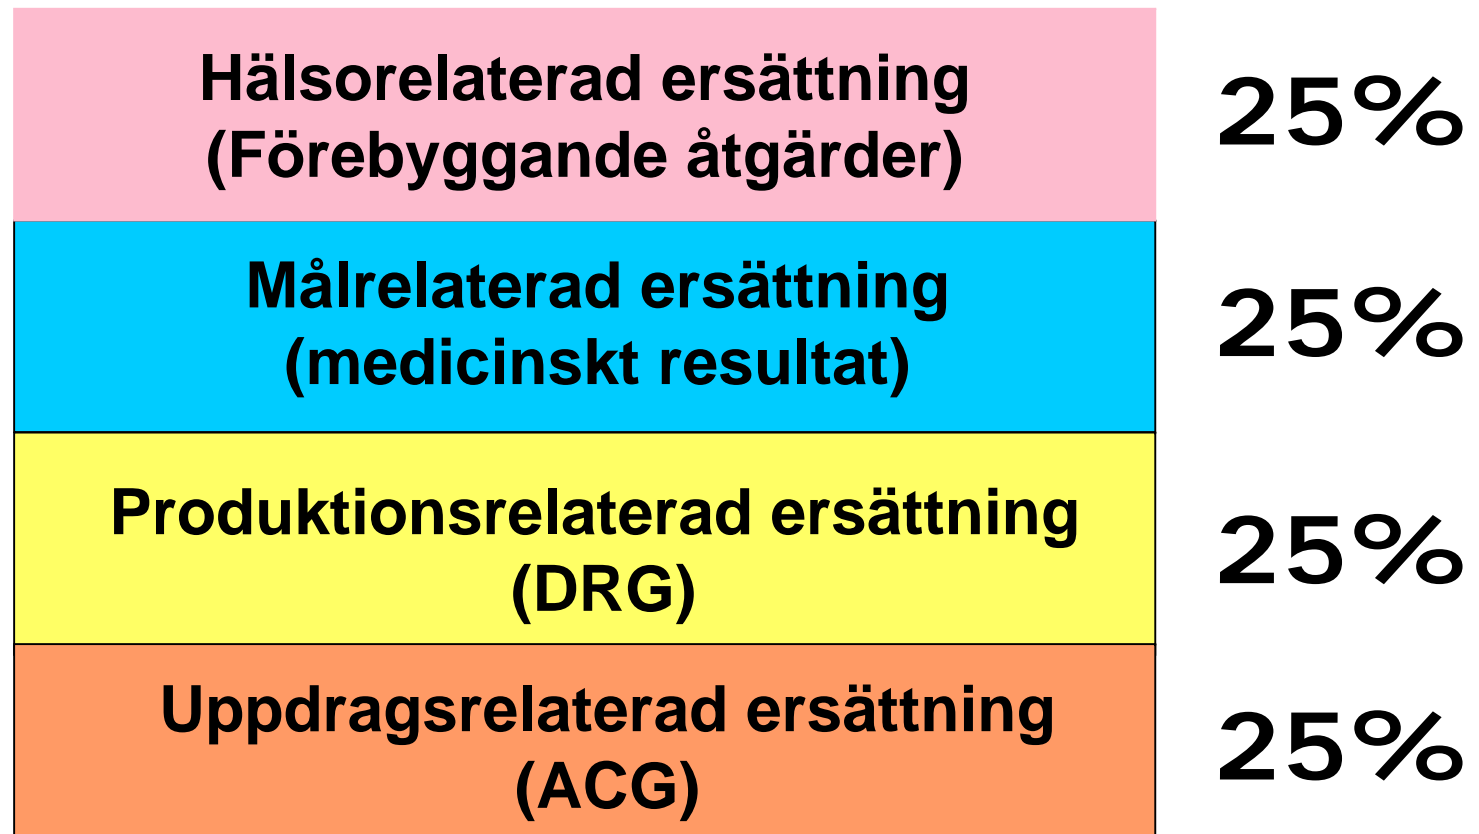 Hälsorelaterad ersättning
(Förebyggande åtgärder)
25%
Målrelaterad ersättning
(medicinskt resultat)
25%
Produktionsrelaterad ersättning
(DRG)
25%
Uppdragsrelaterad ersättning
(ACG)
25%